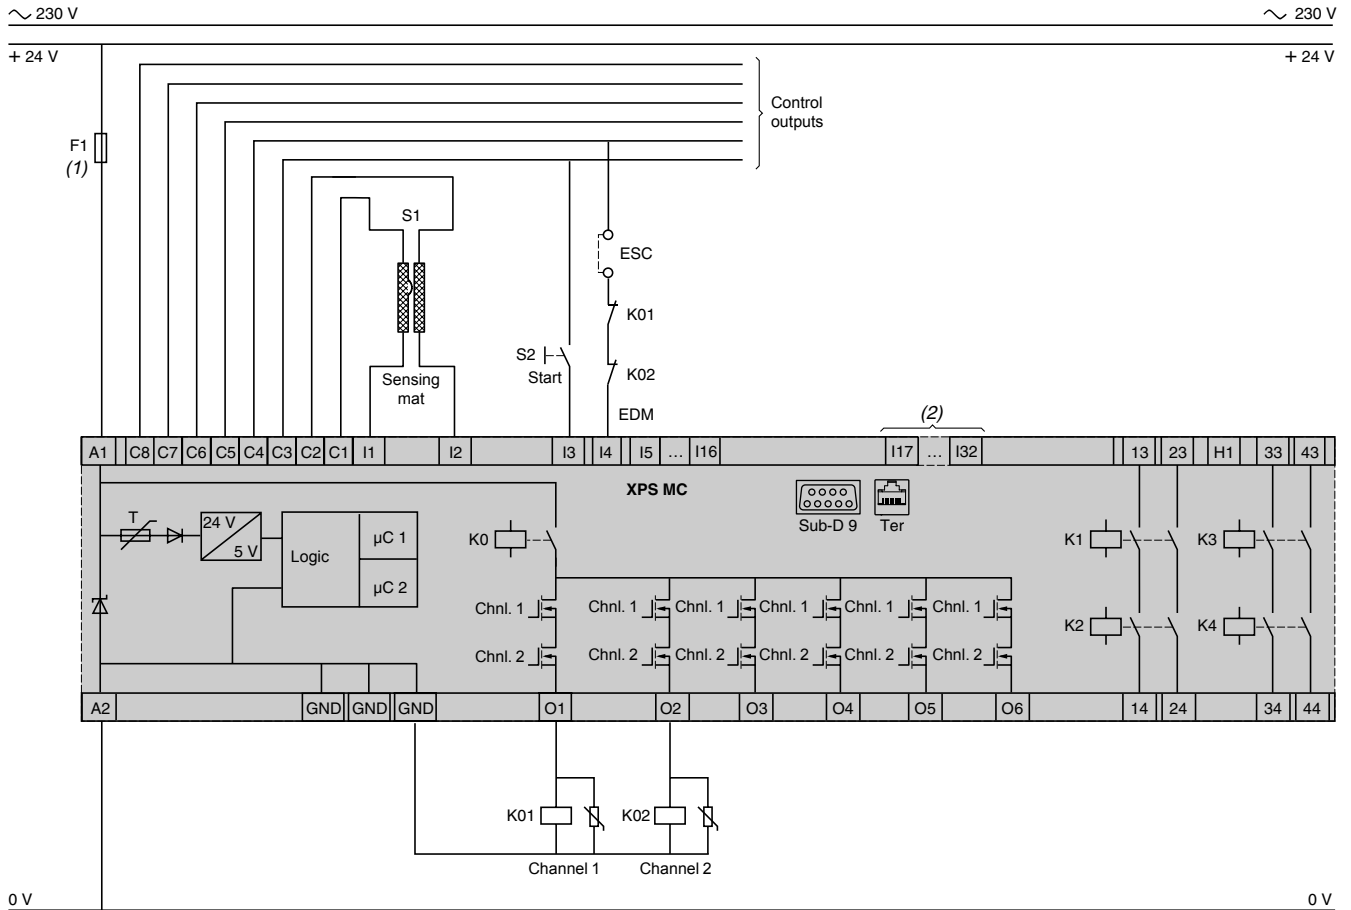 230 V 230 V
+ 24 V + 24 V
Control
outputs
F1
(1)
S1
ESC
K01
S2
Start
K02
Sensing
mat
EDM
(2)
A1 C8 C7 C6 C5 C4 C3 C2 C1 I1 I2 I3 I4 I5 ... I16 I17 ... I32 13 23 H1 33 43
XPS MC
Sub-D 9 Ter
T
24 V
5 V
Logic
µC 1
µC 2
K0 K1 K3
Chnl. 1 Chnl. 1 Chnl. 1 Chnl. 1 Chnl. 1 Chnl. 1
K2 K4
Chnl. 2 Chnl. 2 Chnl. 2 Chnl. 2 Chnl. 2 Chnl. 2
A2 GND GND GND O1 O2 O3 O4 O5 O6 14 24 34 44
K01 K02
Channel 1 Channel 2
0 V 0 V